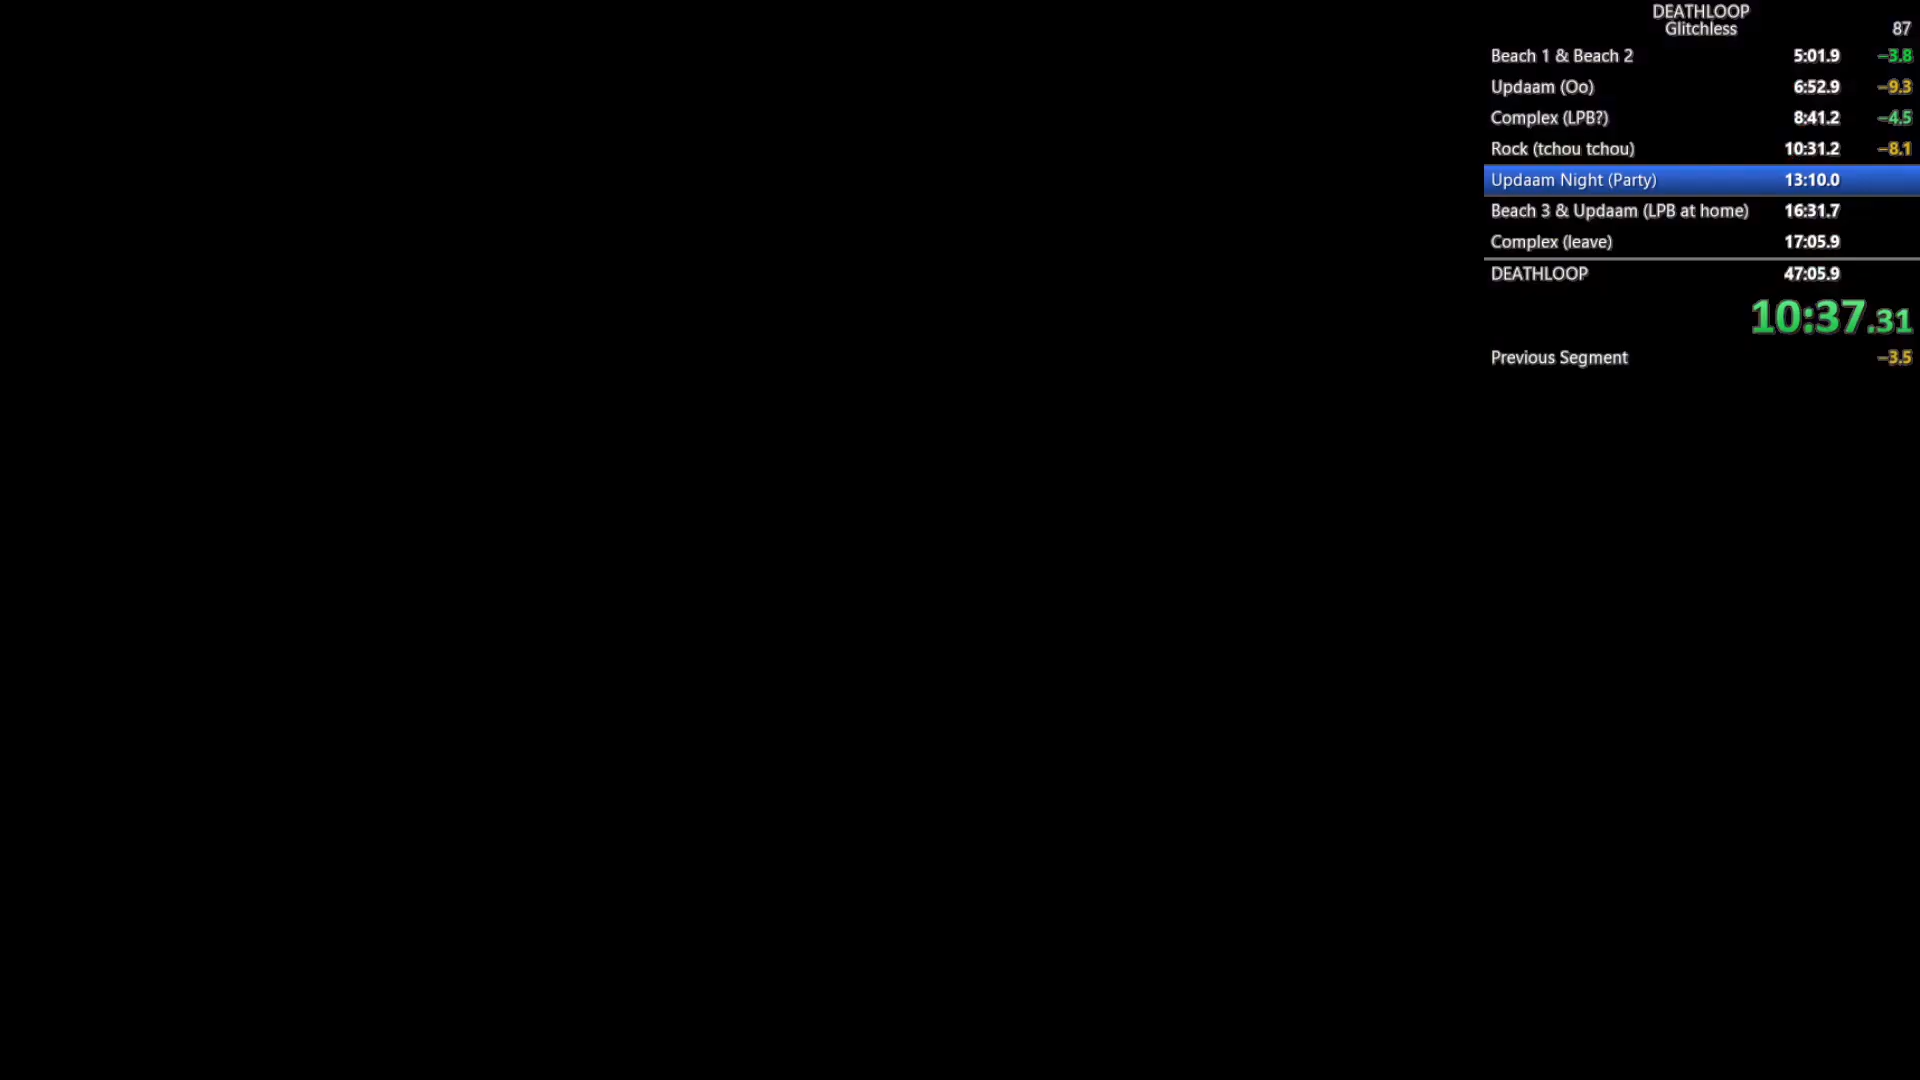 DEATHLOOP
Glitchless 87
Beach 1 & Beach 2 5:01.9 −3.8
Updaam (Oo) 6:52.9 −9.3
Complex (LPB?) 8:41.2 −4.5
Rock (tchou tchou) 10:31.2 −8.1
Updaam Night (Party) 13:10.0
Beach 3 & Updaam (LPB at home) 16:31.7
Complex (leave) 17:05.9
DEATHLOOP 47:05.9
10:37.31
Previous Segment −3.5